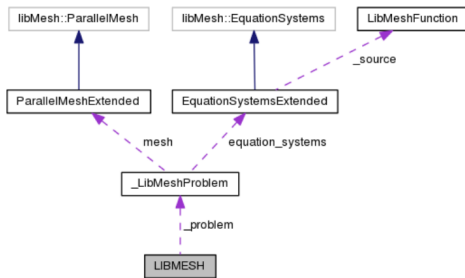 libMesh::ParallelMesh
libMesh::EquationSystems
LibMeshFunction
_source
ParallelMeshExtended
EquationSystemsExtended
mesh
equation_systems
_LibMeshProblem
_problem
LIBMESH